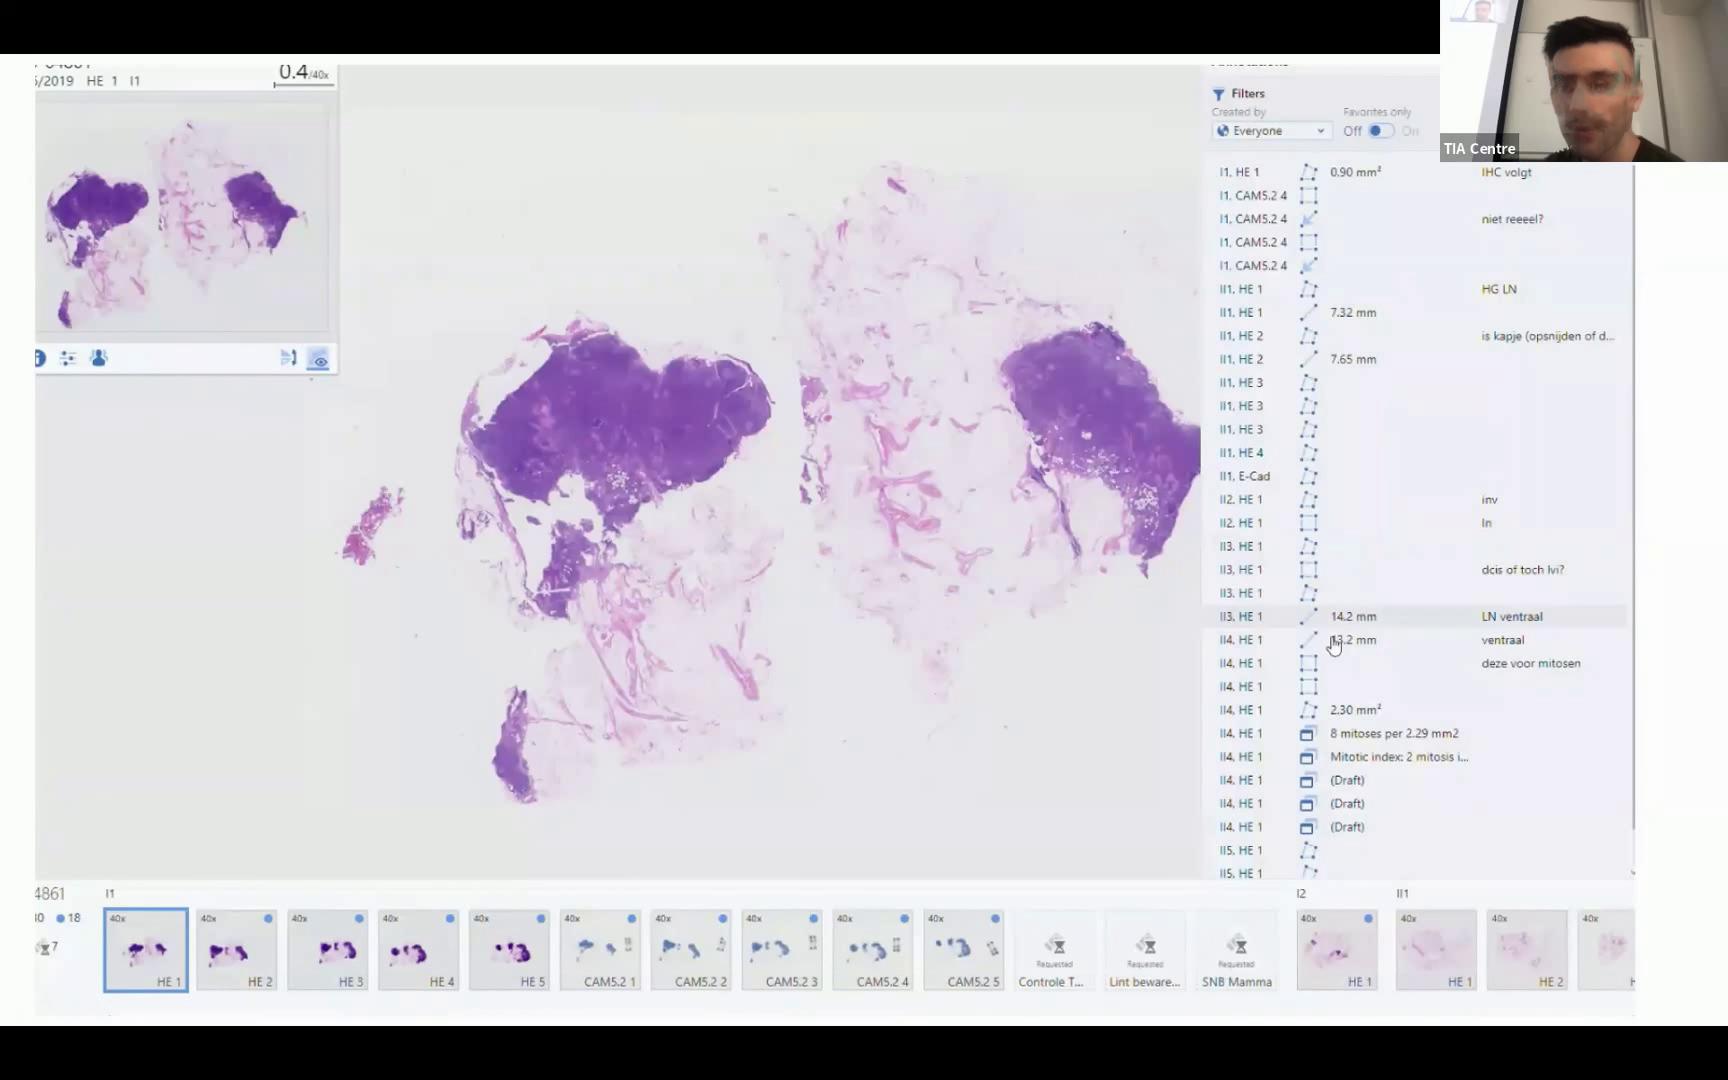 5/2019 HE 1 I1
0.4/40x
Filters
Created by
Favorites only
Everyone
Off
On
TIA Centre
I1, HE 1 0.90 mm² IHC volgt
I1, CAM5.2 4
I1, CAM5.2 4 niet reeeel?
I1, CAM5.2 4
I1, CAM5.2 4
II1, HE 1 HG LN
II1, HE 1 7.32 mm
II1, HE 2 is kapje (opsnijden of d...
II1, HE 2 7.65 mm
II1, HE 3
II1, HE 3
II1, HE 3
II1, HE 4
II1, E-Cad
II2, HE 1 inv
II2, HE 1 ln
II3, HE 1
II3, HE 1 dcis of toch lvi?
II3, HE 1
II3, HE 1 14.2 mm LN ventraal
II4, HE 1 13.2 mm ventraal
II4, HE 1 deze voor mitosen
II4, HE 1
II4, HE 1 2.30 mm²
II4, HE 1 8 mitoses per 2.29 mm2
II4, HE 1 Mitotic index: 2 mitosis i...
II4, HE 1 (Draft)
II4, HE 1 (Draft)
II4, HE 1 (Draft)
II5, HE 1
II5, HE 1
4861 I1 I2 II1
30 18
7
40x HE 1
40x HE 2
40x HE 3
40x HE 4
40x HE 5
40x CAM5.2 1
40x CAM5.2 2
40x CAM5.2 3
40x CAM5.2 4
40x CAM5.2 5
Requested
Controle T...
Requested
Lint beware...
Requested
SNB Mamma
40x HE 1
40x HE 1
40x HE 2
40x